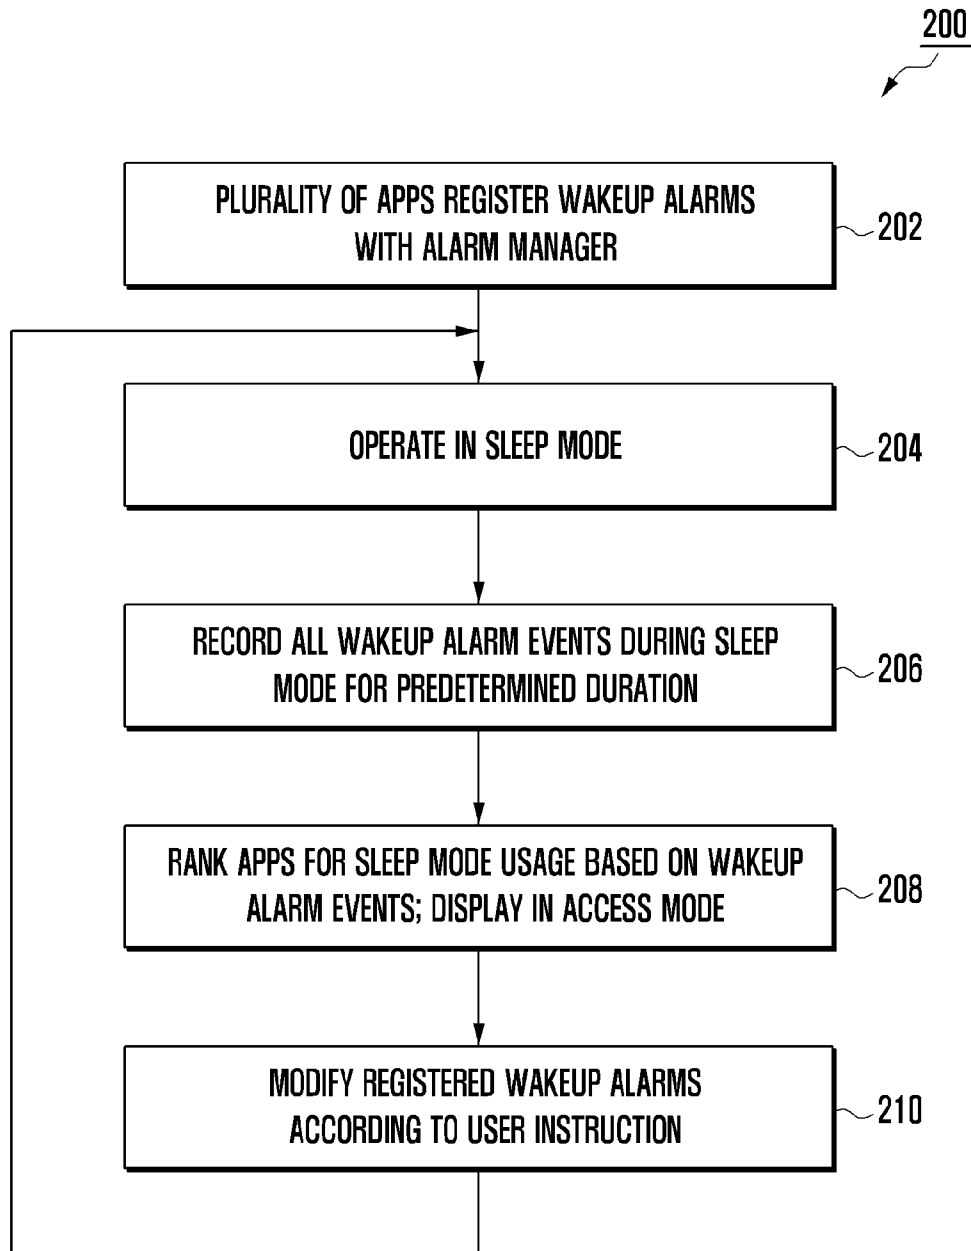 200
PLURALITY OF APPS REGISTER WAKEUP ALARMS
WITH ALARM MANAGER
202
OPERATE IN SLEEP MODE
204
RECORD ALL WAKEUP ALARM EVENTS DURING SLEEP
MODE FOR PREDETERMINED DURATION
206
RANK APPS FOR SLEEP MODE USAGE BASED ON WAKEUP
ALARM EVENTS; DISPLAY IN ACCESS MODE
208
MODIFY REGISTERED WAKEUP ALARMS
ACCORDING TO USER INSTRUCTION
210